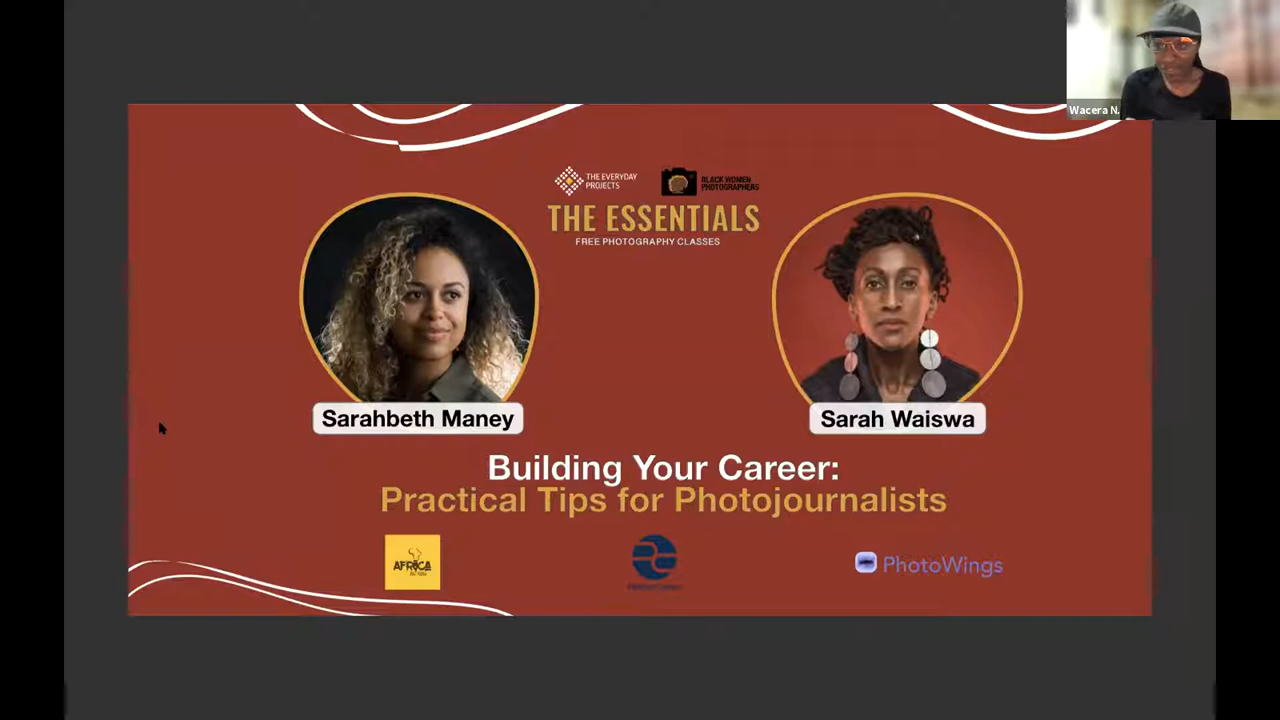 Wacera N.
THE EVERYDAY
PROJECTS
BLACK WOMEN
PHOTOGRAPHERS
THE ESSENTIALS
FREE PHOTOGRAPHY CLASSES
Sarahbeth Maney
Sarah Waiswa
Building Your Career:
Practical Tips for Photojournalists
AFRICA
PhotoWings